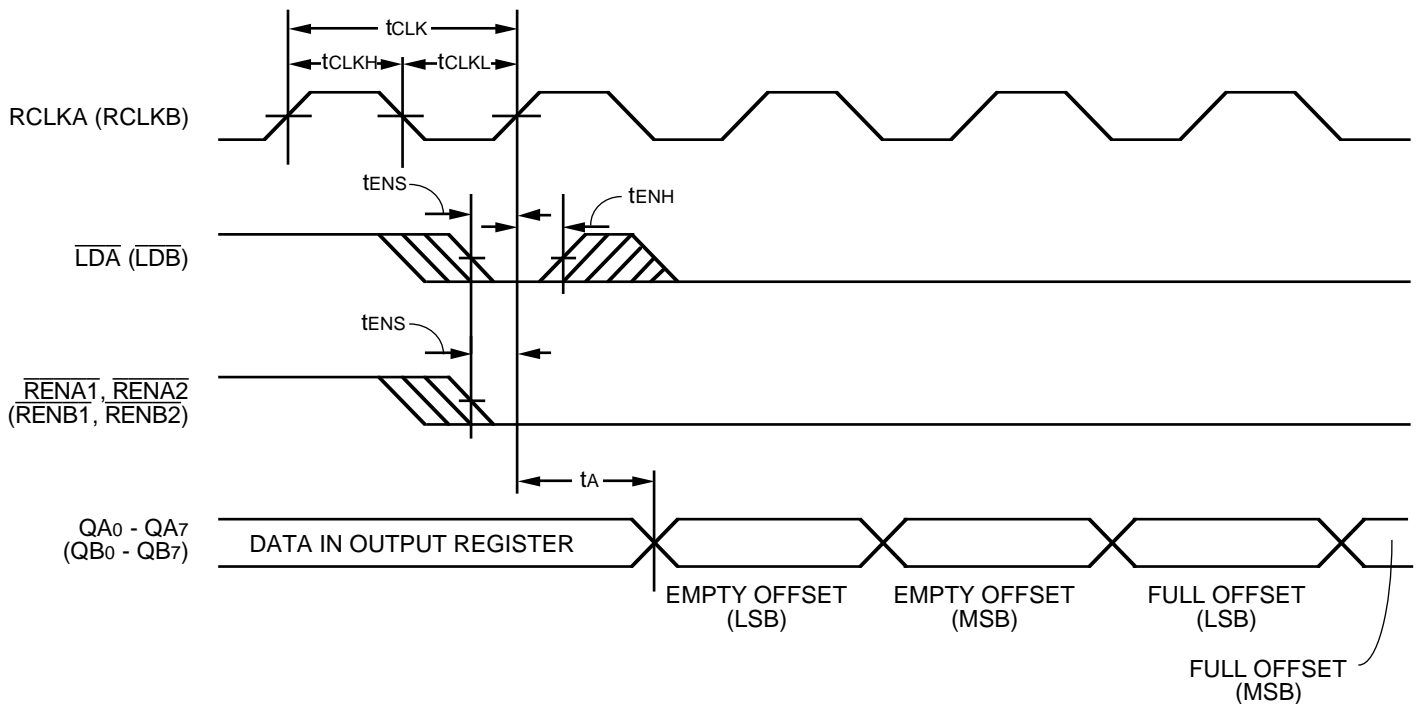 tCLK
tCLKH
tCLKL
RCLKA (RCLKB)
tENS
tENH
LDA (LDB)
tENS
RENA1, RENA2
(RENB1, RENB2)
tA
QA0 - QA7
(QB0 - QB7)
DATA IN OUTPUT REGISTER
EMPTY OFFSET
(LSB)
EMPTY OFFSET
(MSB)
FULL OFFSET
(LSB)
FULL OFFSET
(MSB)